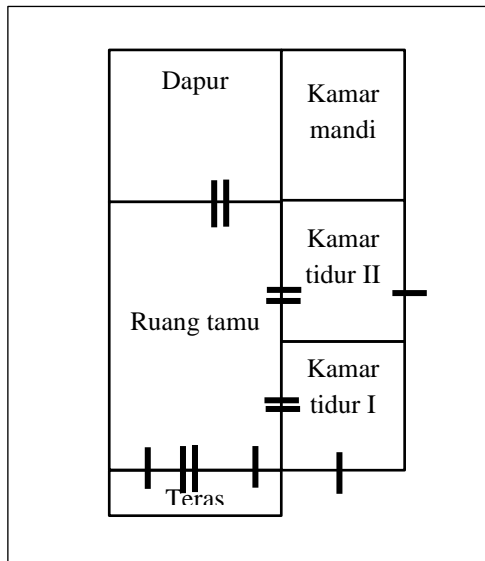 Dapur
Kamar
mandi
Kamar
tidur II
Ruang tamu
Kamar
tidur I
Teras